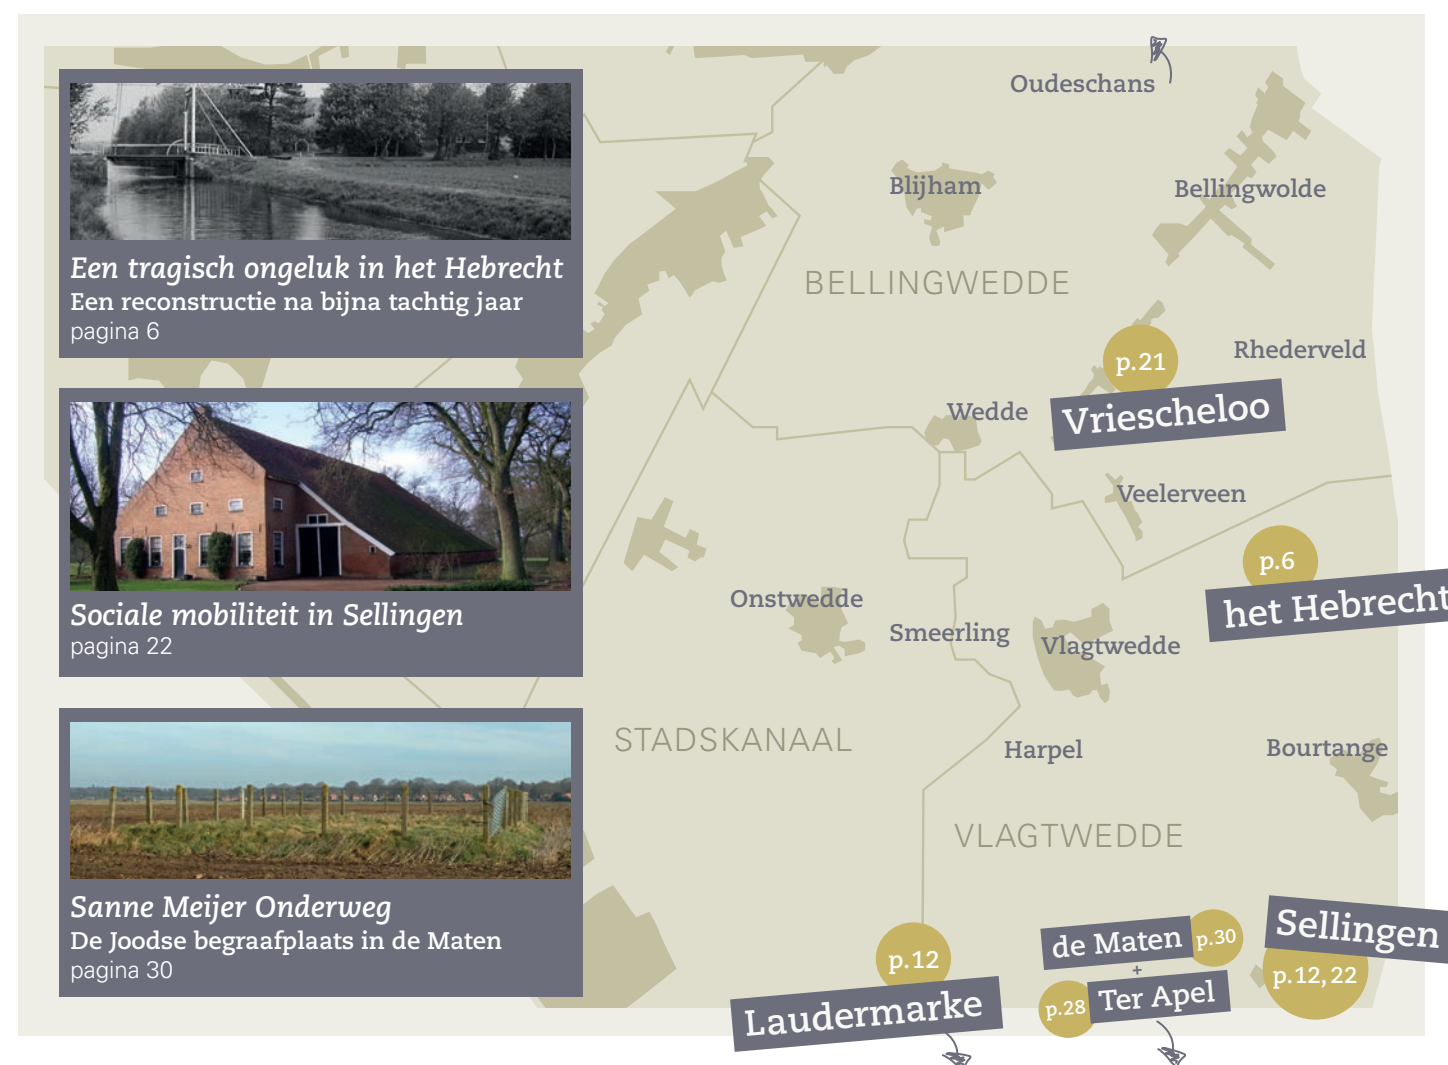 Een tragisch ongeluk in het Hebrecht
Een reconstructie na bijna tachtig jaar
pagina 6
Sociale mobiliteit in Sellingen
pagina 22
Sanne Meijer Onderweg
De Joodse begraafplaats in de Maten
pagina 30
Oudeschans
Blijham
Bellingwolde
BELLINGWEDDE
p.21
Rhederveld
Vriescheloo
Wedde
Veelerveen
p.6
het Hebrecht
Onstwedde
Smeerling
Vlagtwedde
STADSKANAAL
Harpel
Bourtange
VLAGTWEDDE
Sellingen
p.12, 22
de Maten
p.30
+
p.28
Ter Apel
p.12
Laudermarke